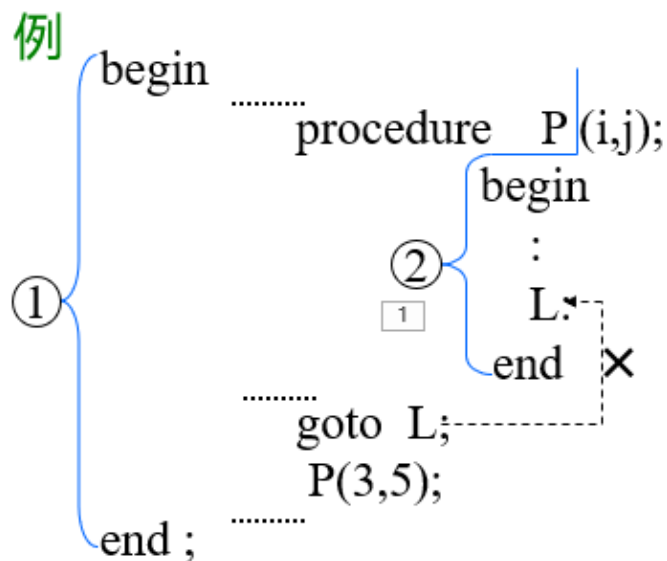 例
begin
..........
procedure P (i,j);
begin
:
② 
① L:
1
end ×
..........
goto L;
P(3,5);
..........
end ;